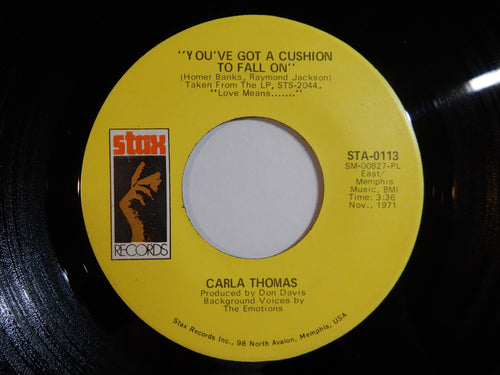 "YOU'VE GOT A CUSHION
TO FALL ON"
(Homer Banks, Raymond Jackson)
Taken From The LP, STS-2044,
"Love Means......."
stax
RECORDS
STA-0113
SM-00827-PL
East/
Memphis
Music, BMI
Time: 3:36
Nov., 1971
CARLA THOMAS
Produced by Don Davis
Background Voices by
The Emotions
Stax Records Inc., 98 North Avalon, Memphis, USA